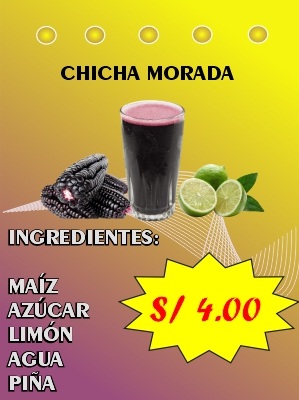 CHICHA MORADA
INGREDIENTES:
MAÍZ
AZÚCAR
LIMÓN
AGUA
PIÑA
S/ 4.00